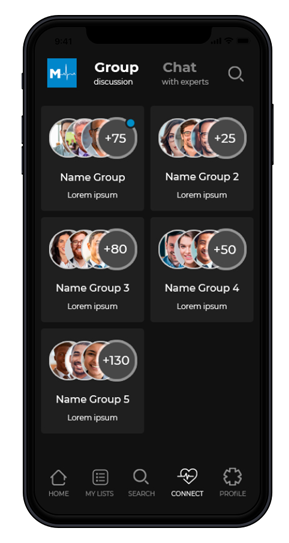 9:41
M
Group
discussion
Chat
with experts
+75
Name Group
Lorem ipsum
+25
Name Group 2
Lorem ipsum
+80
Name Group 3
Lorem ipsum
+50
Name Group 4
Lorem ipsum
+130
Name Group 5
Lorem ipsum
HOME
MY LISTS
SEARCH
CONNECT
PROFILE